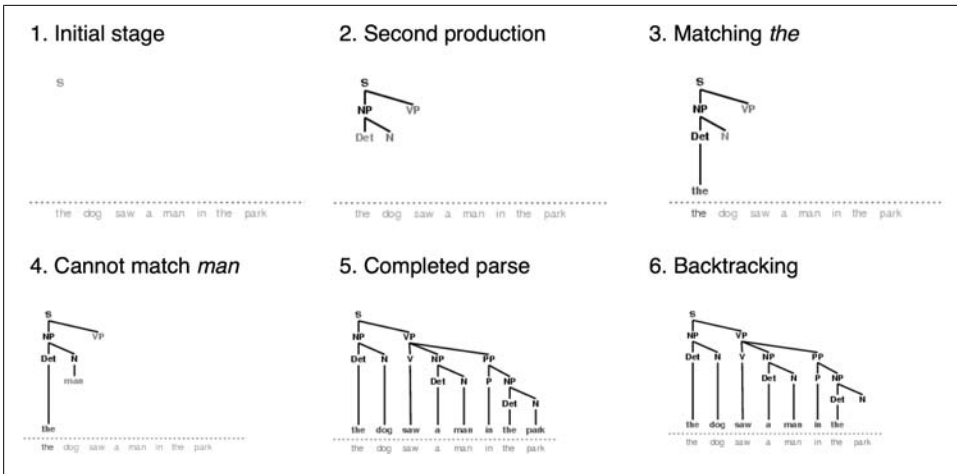 1. Initial stage
S
the dog saw a man in the park
2. Second production
S
NP VP
Det N
the dog saw a man in the park
3. Matching the
S
NP VP
Det N
the
the dog saw a man in the park
4. Cannot match man
S
NP VP
Det N
man
the
the dog saw a man in the park
5. Completed parse
S
NP VP
Det N V NP PP
Det N P NP
Det N
the dog saw a man in the park
the dog saw a man in the park
6. Backtracking
S
NP VP
Det N V NP PP
Det N P NP
Det N
the dog saw a man in the
the dog saw a man in the park